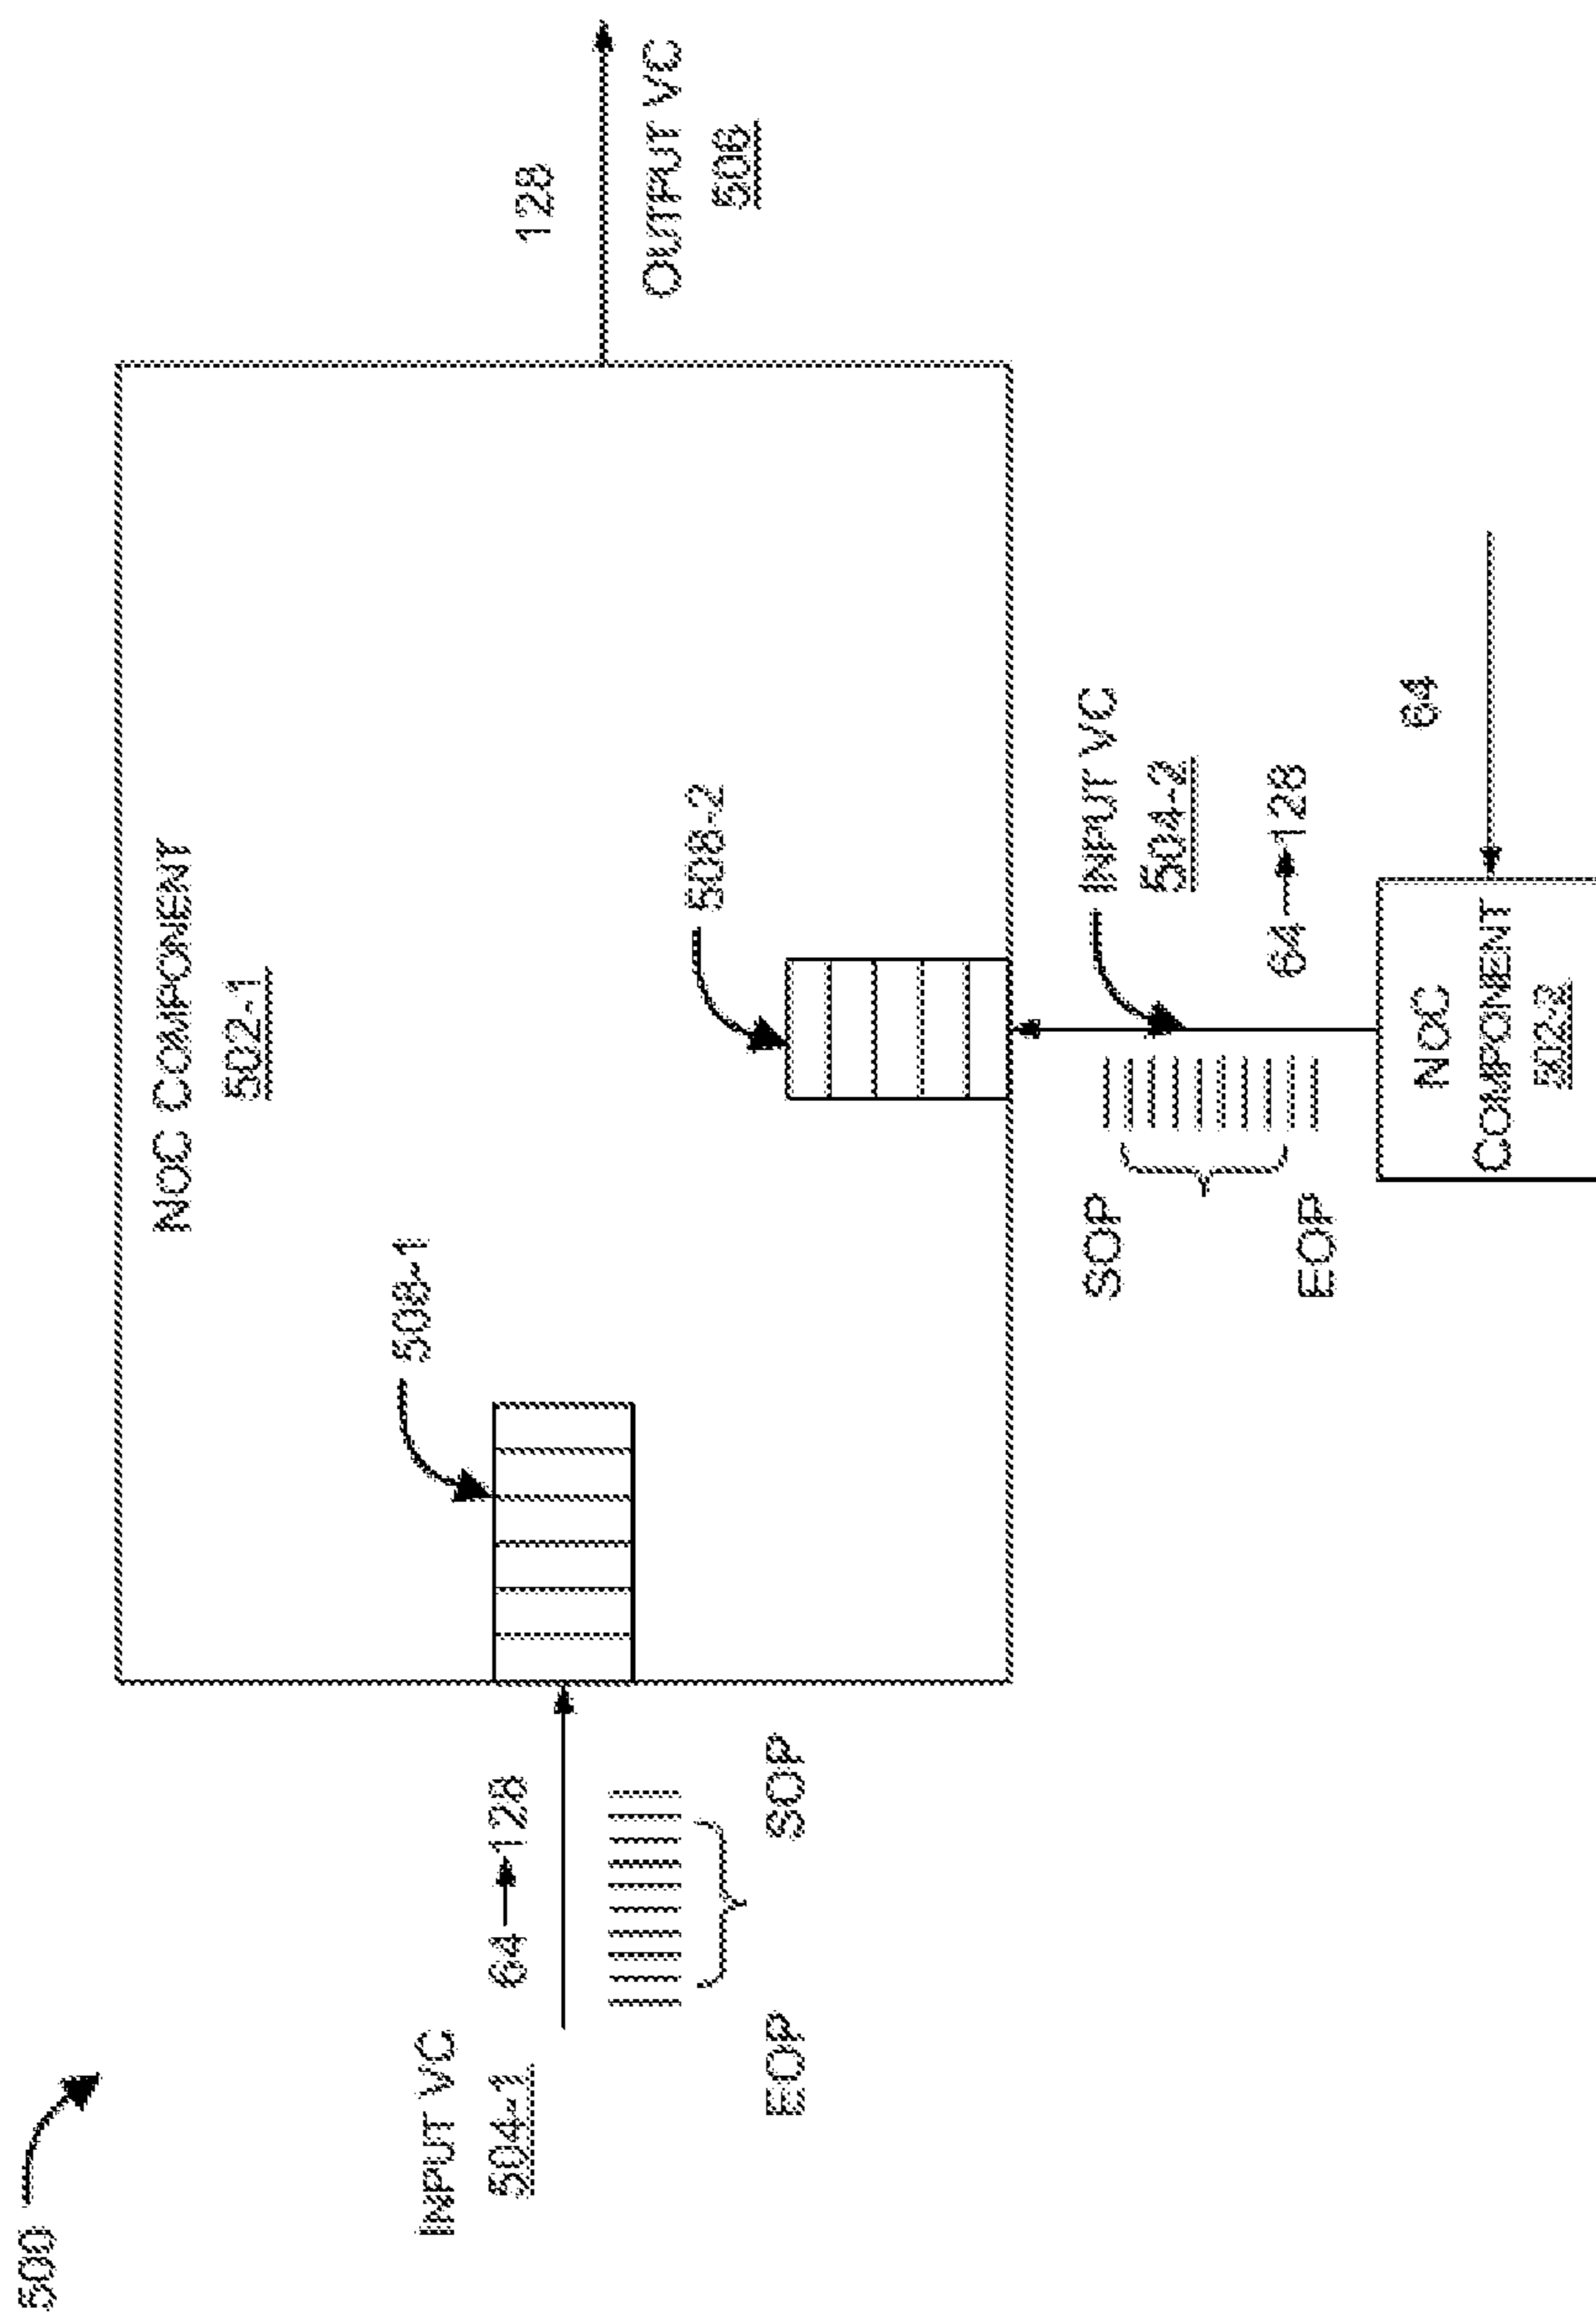 500
NoC COMPONENT
502-1
508-1
INPUT VC
504-1
64→128
EOP
SOP
128
OUTPUT VC
506
508-2
SOP
EOP
INPUT VC
504-2
64→128
64
NoC
COMPONENT
502-2